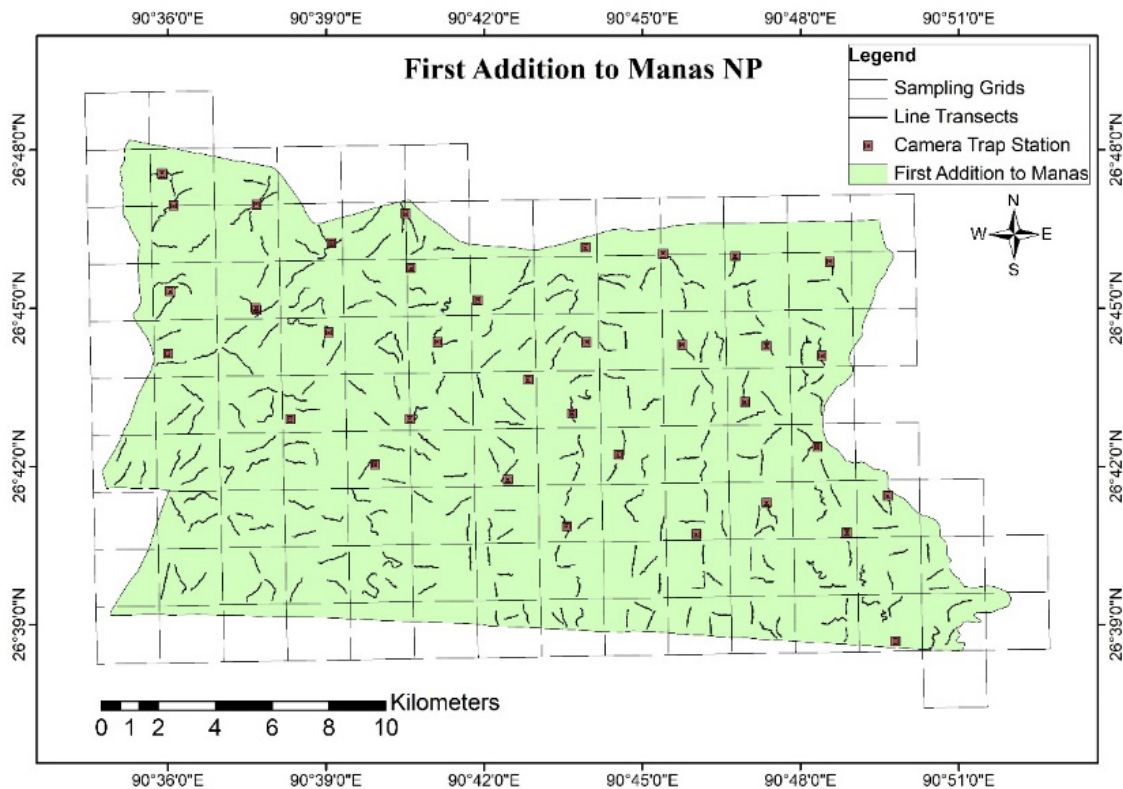 90°36'0"E 90°39'0"E 90°42'0"E 90°45'0"E 90°48'0"E 90°51'0"E
First Addition to Manas NP
Legend
Sampling Grids
Line Transects
Camera Trap Station
First Addition to Manas
N
W E
S
26°48'0"N 26°48'0"N
26°45'0"N 26°45'0"N
26°42'0"N 26°42'0"N
26°39'0"N 26°39'0"N
Kilometers
0 1 2 4 6 8 10
90°36'0"E 90°39'0"E 90°42'0"E 90°45'0"E 90°48'0"E 90°51'0"E